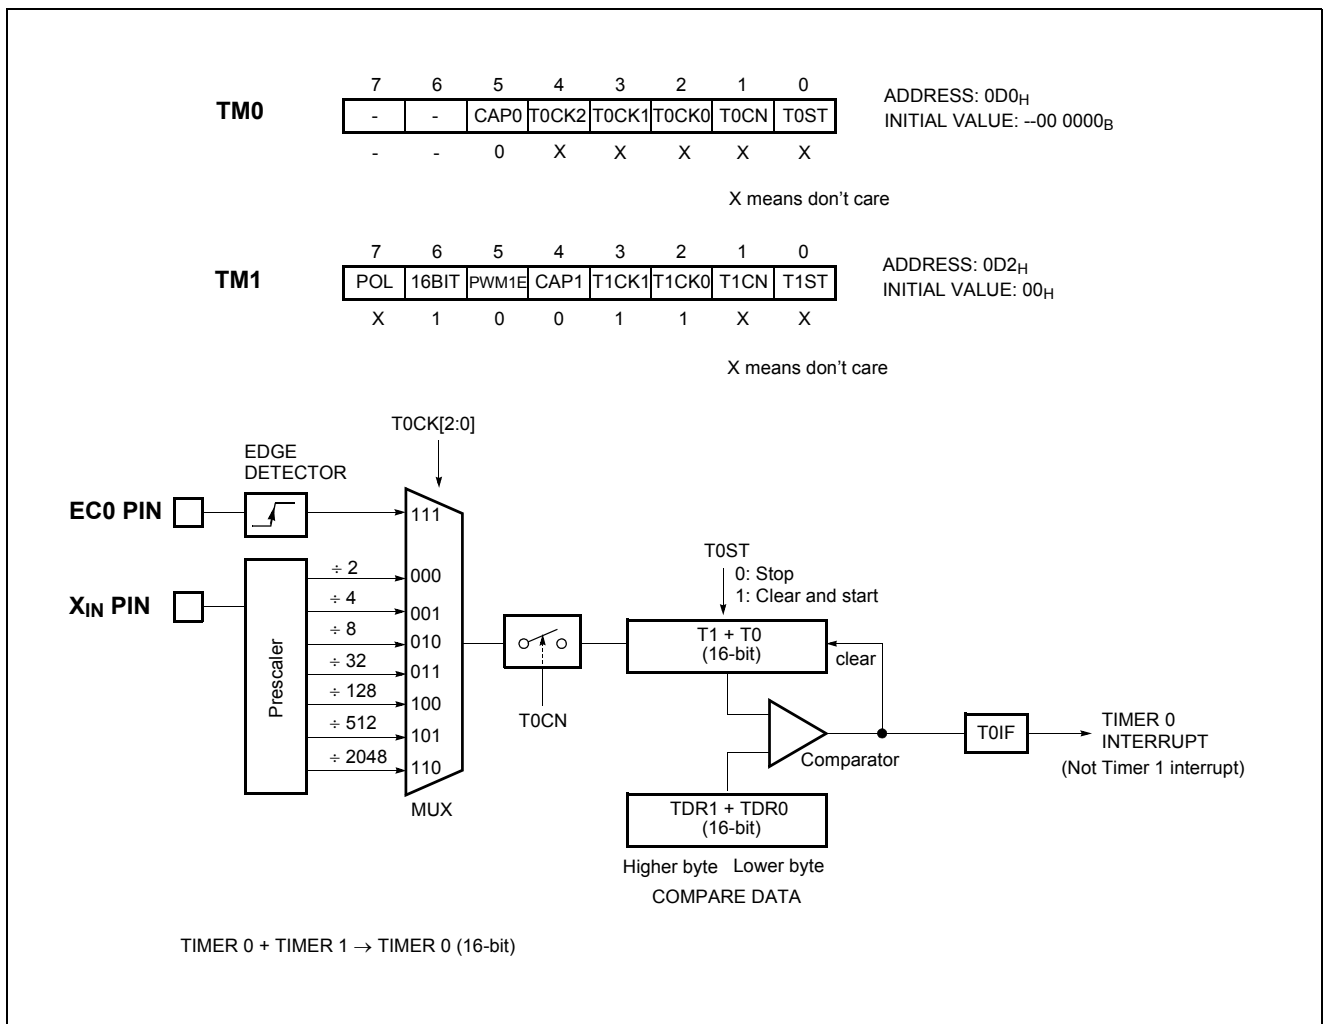 7 6 5 4 3 2 1 0
TM0 - - CAP0 T0CK2 T0CK1 T0CK0 T0CN T0ST
- - 0 X X X X X
ADDRESS: 0D0H
INITIAL VALUE: --00 0000B
X means don't care
7 6 5 4 3 2 1 0
TM1 POL 16BIT PWM1E CAP1 T1CK1 T1CK0 T1CN T1ST
X 1 0 0 1 1 X X
ADDRESS: 0D2H
INITIAL VALUE: 00H
X means don't care
T0CK[2:0]
EDGE
DETECTOR
EC0 PIN
111
XIN PIN
Prescaler
÷ 2
000
÷ 4
001
÷ 8
010
÷ 32
011
÷ 128
100
÷ 512
101
÷ 2048
110
MUX
T0CN
T0ST
0: Stop
1: Clear and start
T1 + T0
(16-bit)
clear
Comparator
T0IF
TIMER 0
INTERRUPT
(Not Timer 1 interrupt)
TDR1 + TDR0
(16-bit)
Higher byte Lower byte
COMPARE DATA
TIMER 0 + TIMER 1 → TIMER 0 (16-bit)